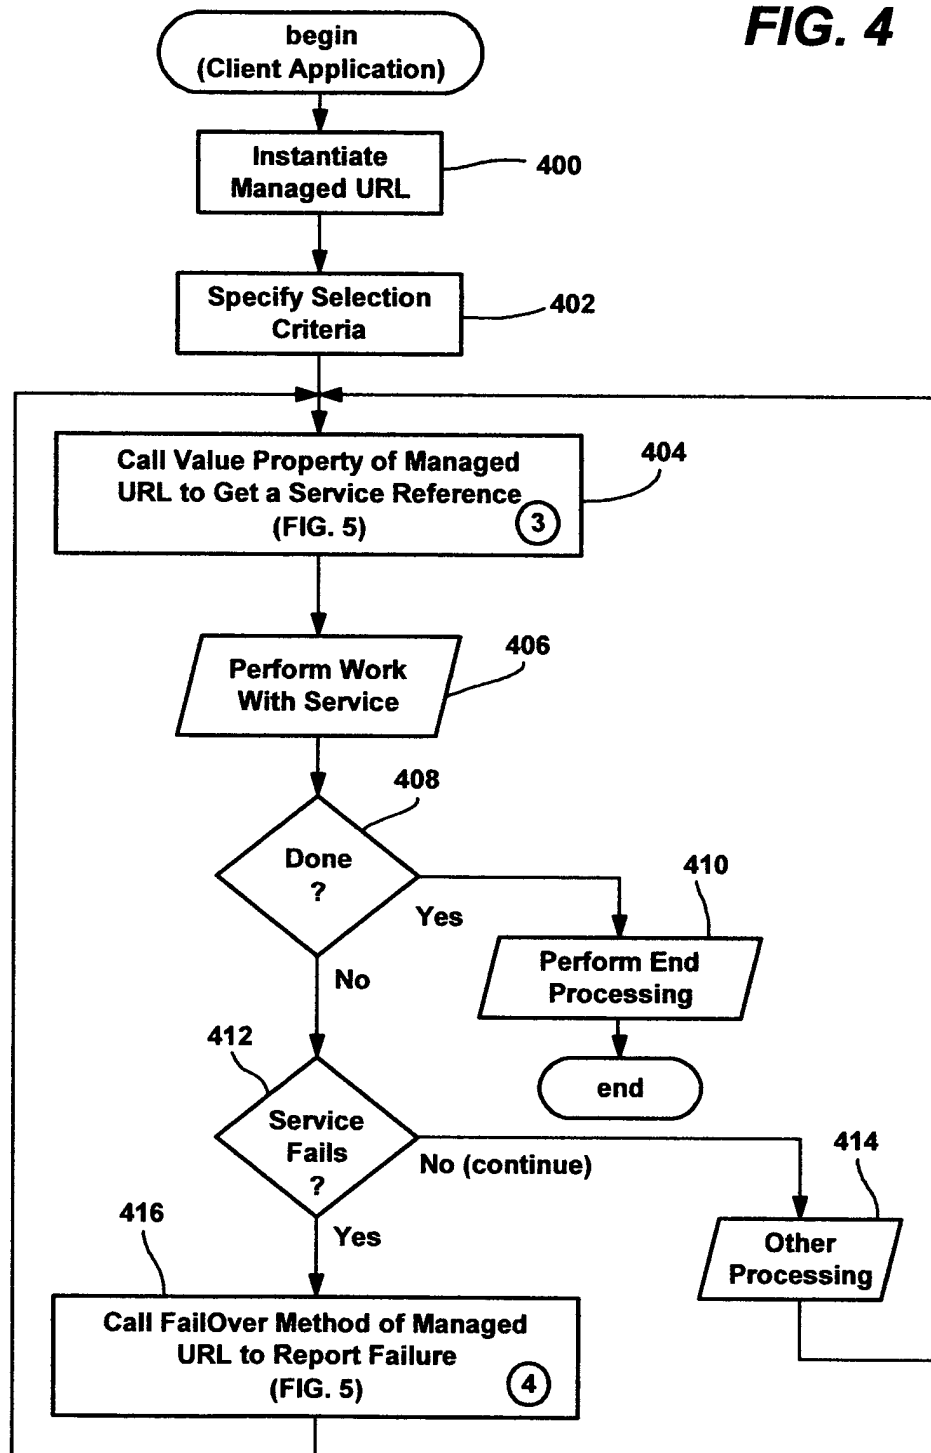 FIG. 4
begin
(Client Application)
Instantiate
Managed URL
400
Specify Selection
Criteria
402
Call Value Property of Managed
URL to Get a Service Reference
(FIG. 5)
3
404
Perform Work
With Service
406
408
Done
?
Yes
No
410
Perform End
Processing
end
412
Service
Fails
?
No (continue)
Yes
414
Other
Processing
416
Call FailOver Method of Managed
URL to Report Failure
(FIG. 5)
4